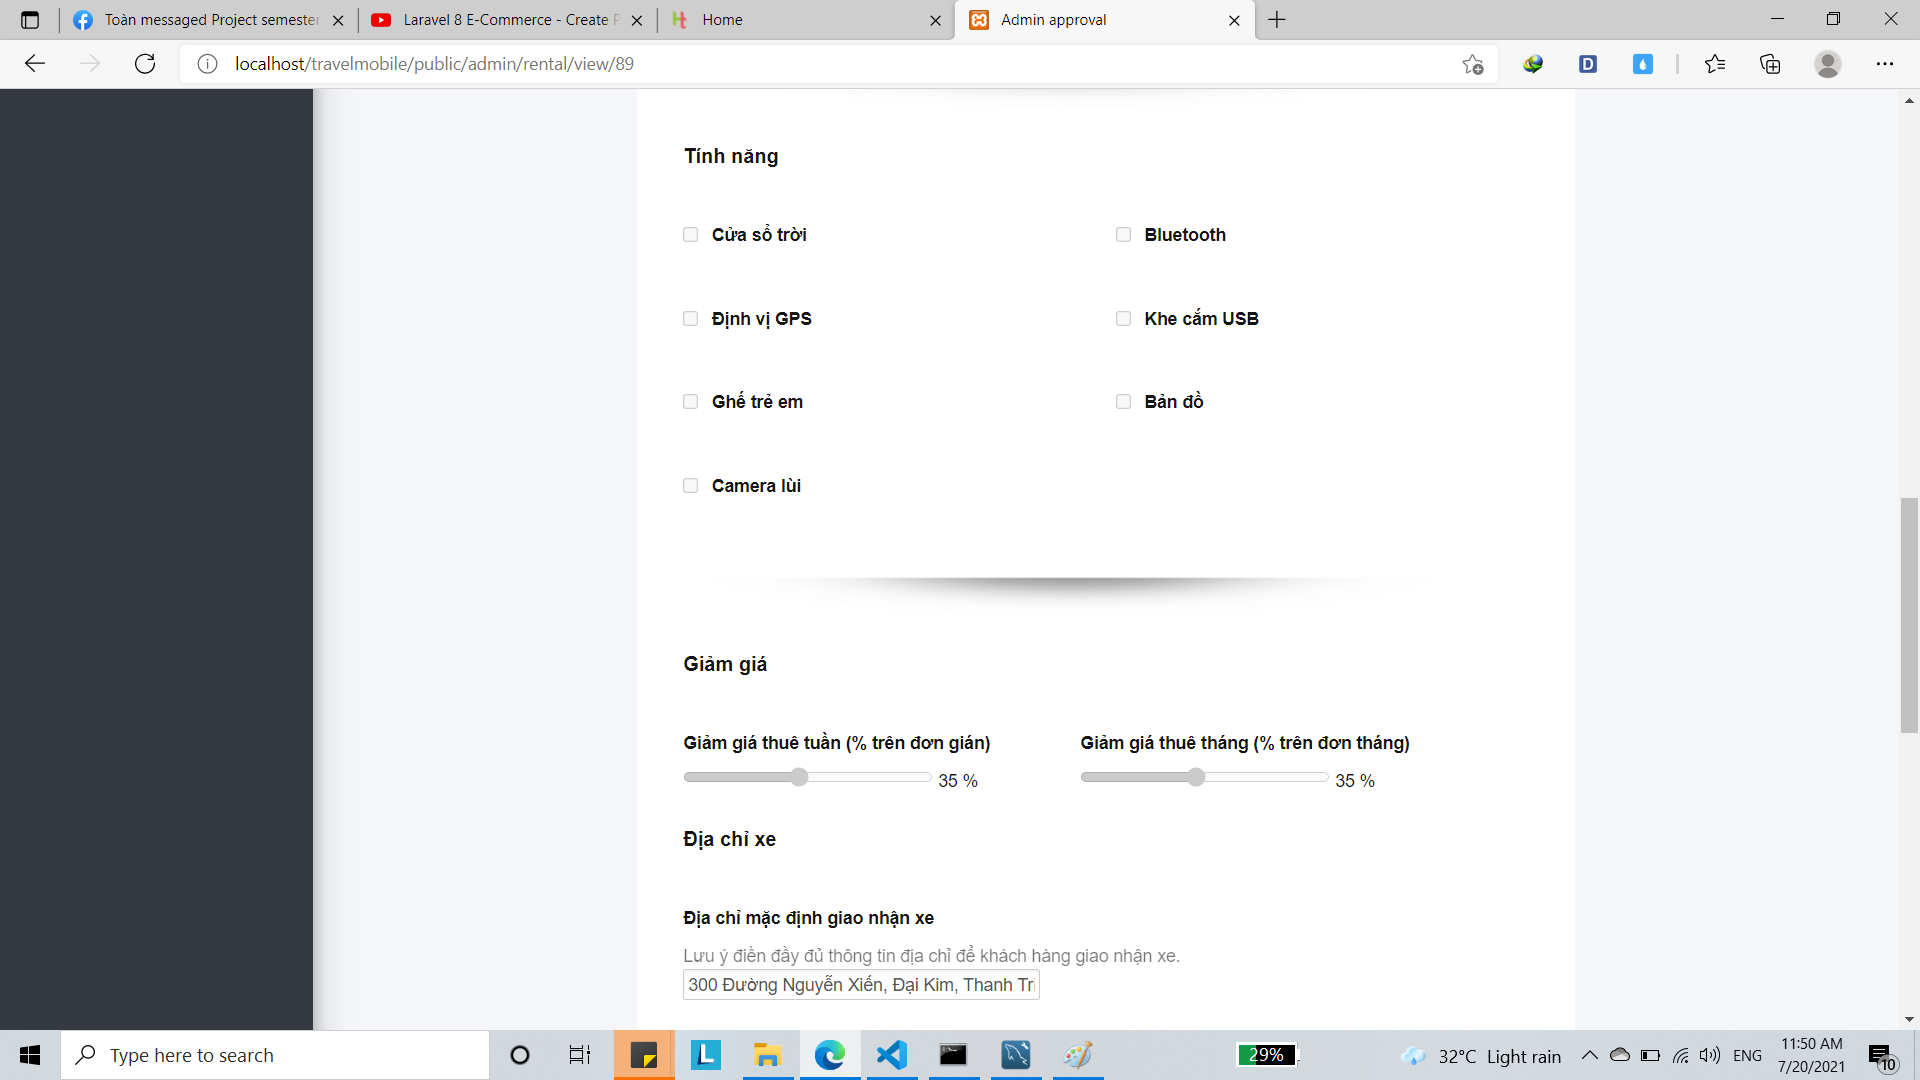 Toàn messaged Project semester
Laravel 8 E-Commerce - Create P
Home
Admin approval
localhost/travelmobile/public/admin/rental/view/89
D
Tính năng
Cửa sổ trời
Bluetooth
Định vị GPS
Khe cắm USB
Ghế trẻ em
Bản đồ
Camera lùi
Giảm giá
Giảm giá thuê tuần (% trên đơn gián)
Giảm giá thuê tháng (% trên đơn tháng)
35 %
35 %
Địa chỉ xe
Địa chỉ mặc định giao nhận xe
Lưu ý điền đầy đủ thông tin địa chỉ để khách hàng giao nhận xe.
300 Đường Nguyễn Xiến, Đại Kim, Thanh Tri
Type here to search
L
29%
32°C Light rain
ENG
11:50 AM
7/20/2021
10